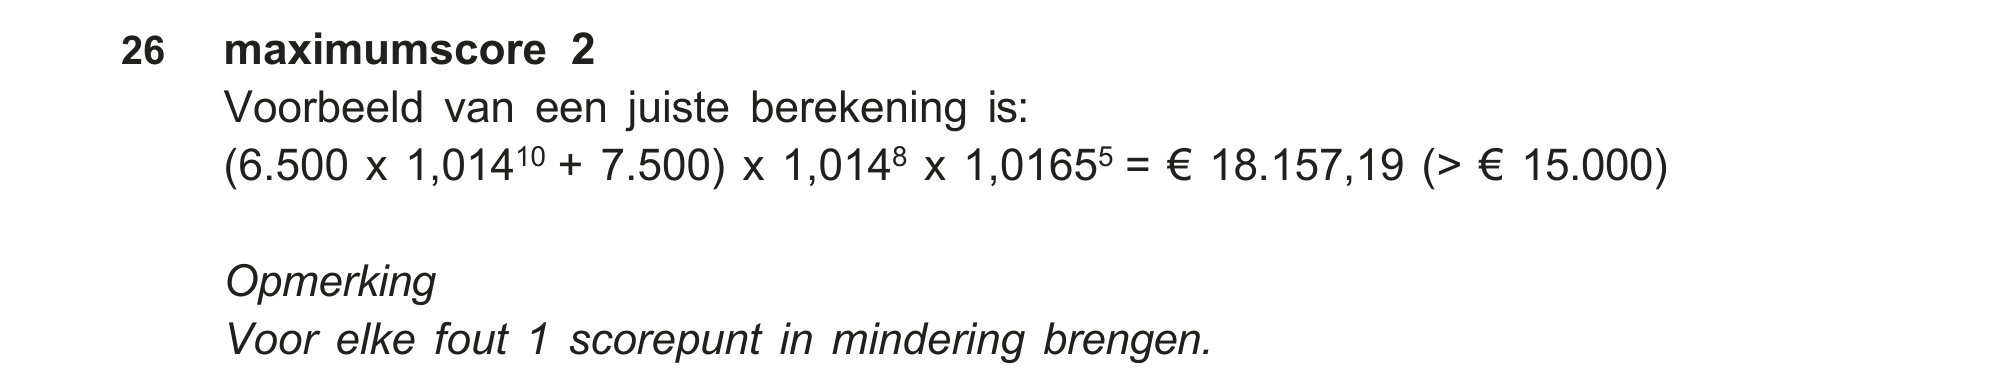 26 maximumscore 2
Voorbeeld van een juiste berekening is:
(6.500 x 1,014¹⁰ + 7.500) x 1,014⁸ x 1,0165⁵ = € 18.157,19 (> € 15.000)
Opmerking
Voor elke fout 1 scorepunt in mindering brengen.